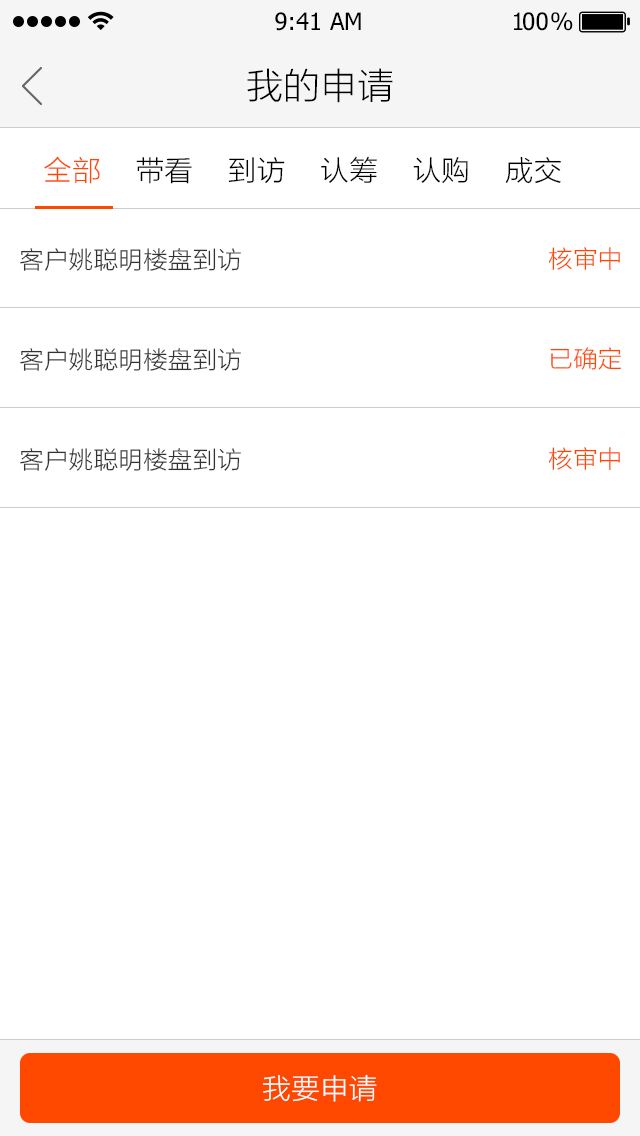 9:41 AM 100%
我的申请
全部 带看 到访 认筹 认购 成交
客户姚聪明楼盘到访 核审中
客户姚聪明楼盘到访 已确定
客户姚聪明楼盘到访 核审中
我要申请